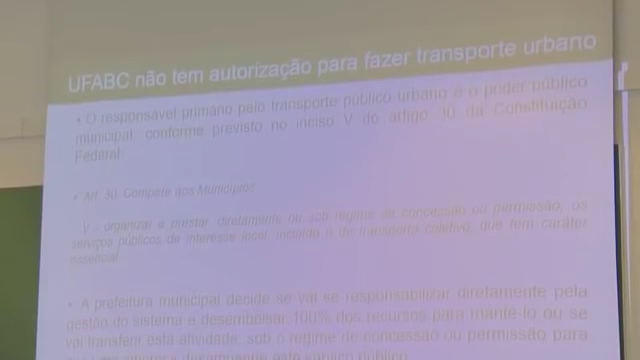 UFABC não tem autorização para fazer transporte urbano
• O responsável primário pelo transporte público urbano é o poder público
municipal, conforme previsto no inciso V do artigo 30 da Constituição
Federal:
• Art. 30. Compete aos Municípios
V - organizar e prestar, diretamente ou sob regime de concessão ou permissão, os
serviços públicos de interesse local, incluído o de transporte coletivo, que tem caráter
essencial
• A prefeitura municipal decide se vai se responsabilizar diretamente pela
gestão do sistema e desembolsar 100% dos recursos para mantê-lo ou se
vai transferir esta atividade, sob o regime de concessão ou permissão para
este serviço público